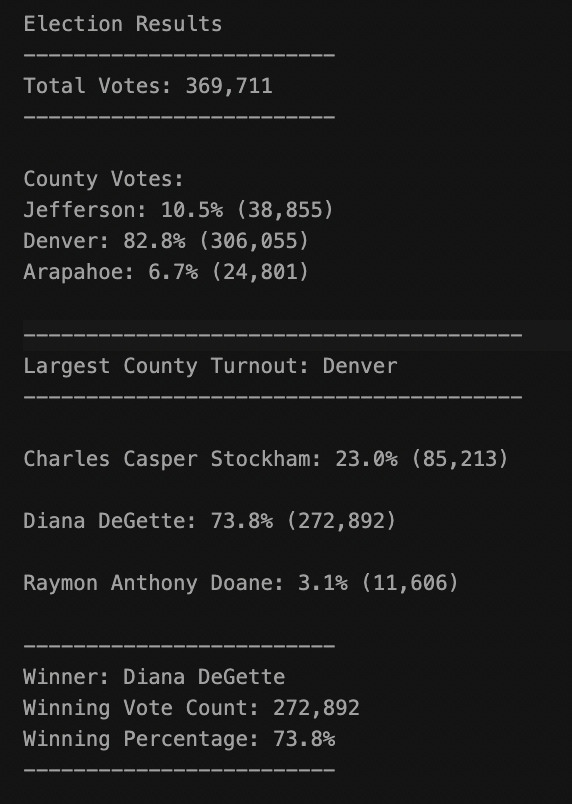 Election Results
-------------------------
Total Votes: 369,711
-------------------------
County Votes:
Jefferson: 10.5% (38,855)
Denver: 82.8% (306,055)
Arapahoe: 6.7% (24,801)
----------------------------------------
Largest County Turnout: Denver
----------------------------------------
Charles Casper Stockham: 23.0% (85,213)
Diana DeGette: 73.8% (272,892)
Raymon Anthony Doane: 3.1% (11,606)
-------------------------
Winner: Diana DeGette
Winning Vote Count: 272,892
Winning Percentage: 73.8%
-------------------------